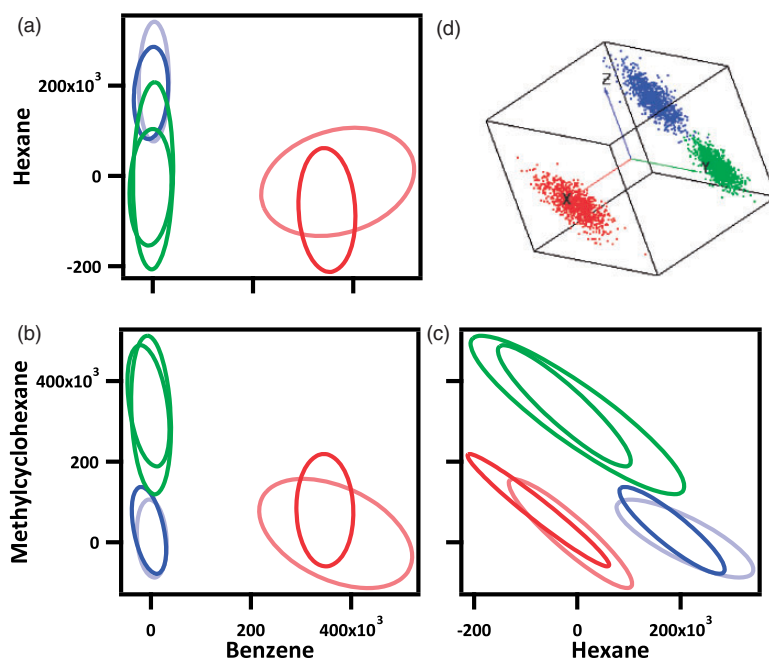 (a)
Hexane
200x10³
0
-200
(d)
Z
Y
X
(b)
Methylcyclohexane
400x10³
200
0
0
200
400x10³
Benzene
(c)
-200
0
200x10³
Hexane